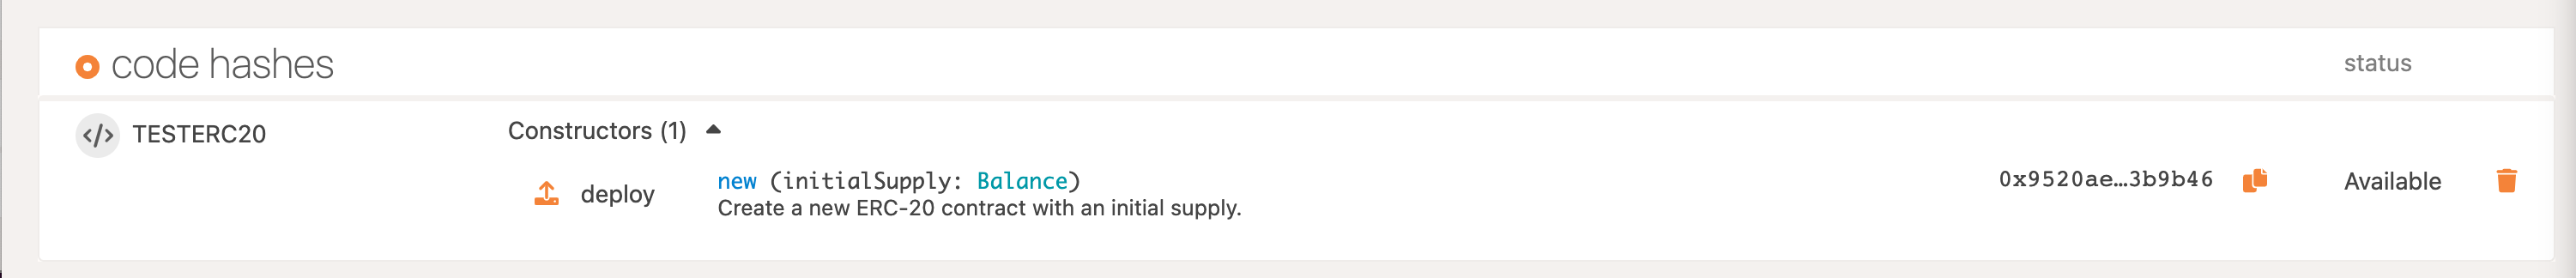 code hashes
status
</> TESTERC20
Constructors (1)
deploy
new (initialSupply: Balance)
Create a new ERC-20 contract with an initial supply.
0x9520ae…3b9b46
Available